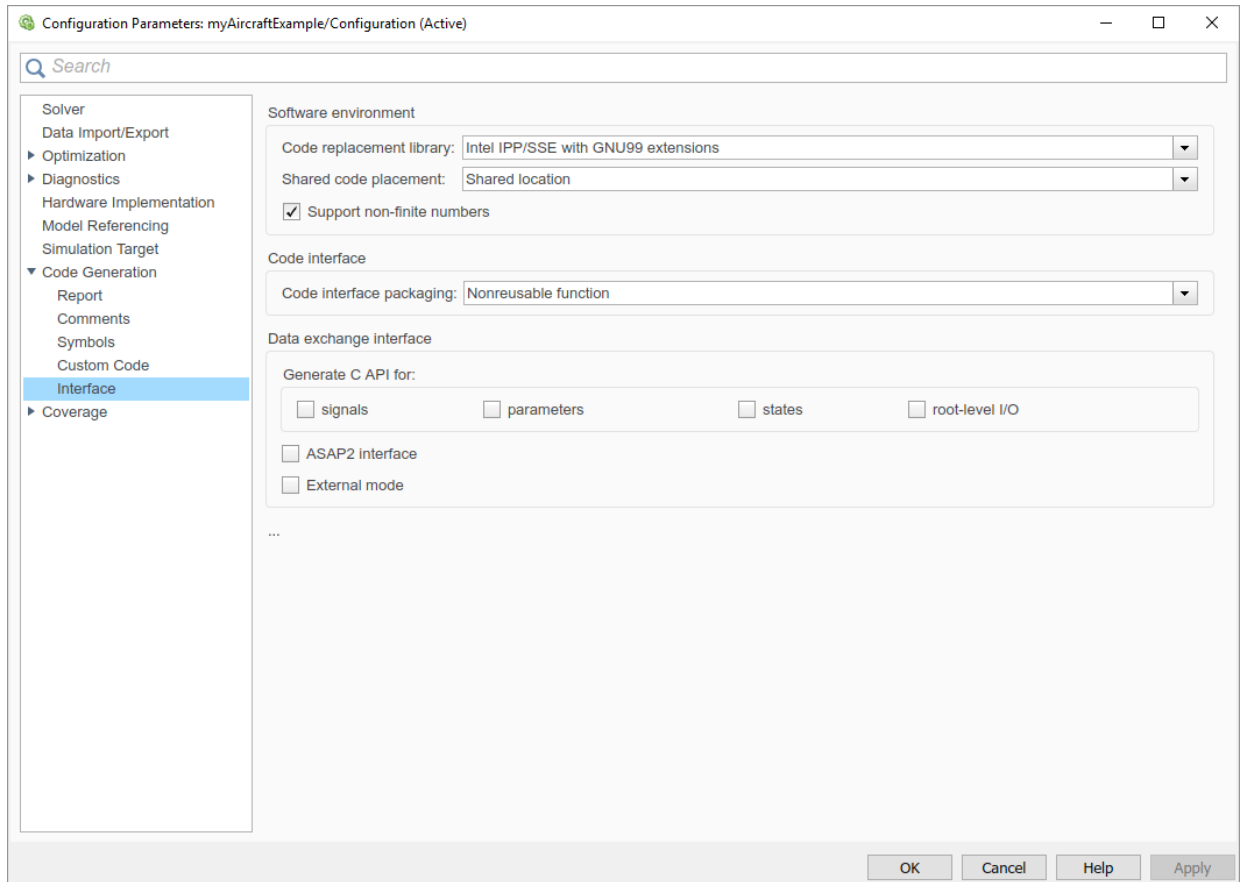 Configuration Parameters: myAircraftExample/Configuration (Active)
Search
Solver
Data Import/Export
Optimization
Diagnostics
Hardware Implementation
Model Referencing
Simulation Target
Code Generation
Report
Comments
Symbols
Custom Code
Interface
Coverage
Software environment
Code replacement library: Intel IPP/SSE with GNU99 extensions
Shared code placement: Shared location
Support non-finite numbers
Code interface
Code interface packaging: Nonreusable function
Data exchange interface
Generate C API for:
signals parameters states root-level I/O
ASAP2 interface
External mode
...
OK Cancel Help Apply